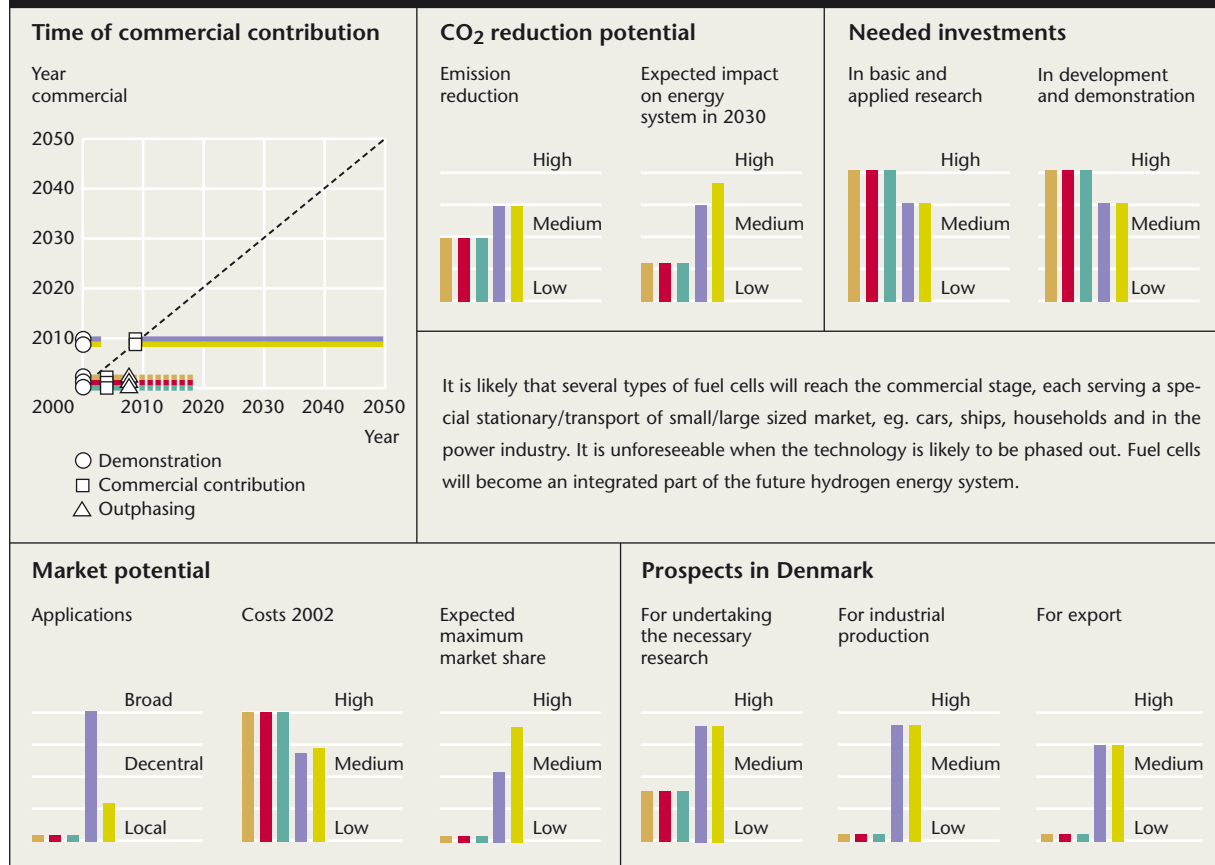 Time of commercial contribution
Year
commercial
2050
2040
2030
2020
2010
2000
2010
2020
2030
2040
2050
Year
Demonstration
Commercial contribution
Outphasing
CO2 reduction potential
Emission
reduction
High
Medium
Low
Expected impact
on energy
system in 2030
High
Medium
Low
Needed investments
In basic and
applied research
High
Medium
Low
In development
and demonstration
High
Medium
Low
It is likely that several types of fuel cells will reach the commercial stage, each serving a spe-
cial stationary/transport of small/large sized market, eg. cars, ships, households and in the
power industry. It is unforeseeable when the technology is likely to be phased out. Fuel cells
will become an integrated part of the future hydrogen energy system.
Market potential
Applications
Broad
Decentral
Local
Costs 2002
High
Medium
Low
Expected
maximum
market share
High
Medium
Low
Prospects in Denmark
For undertaking
the necessary
research
High
Medium
Low
For industrial
production
High
Medium
Low
For export
High
Medium
Low